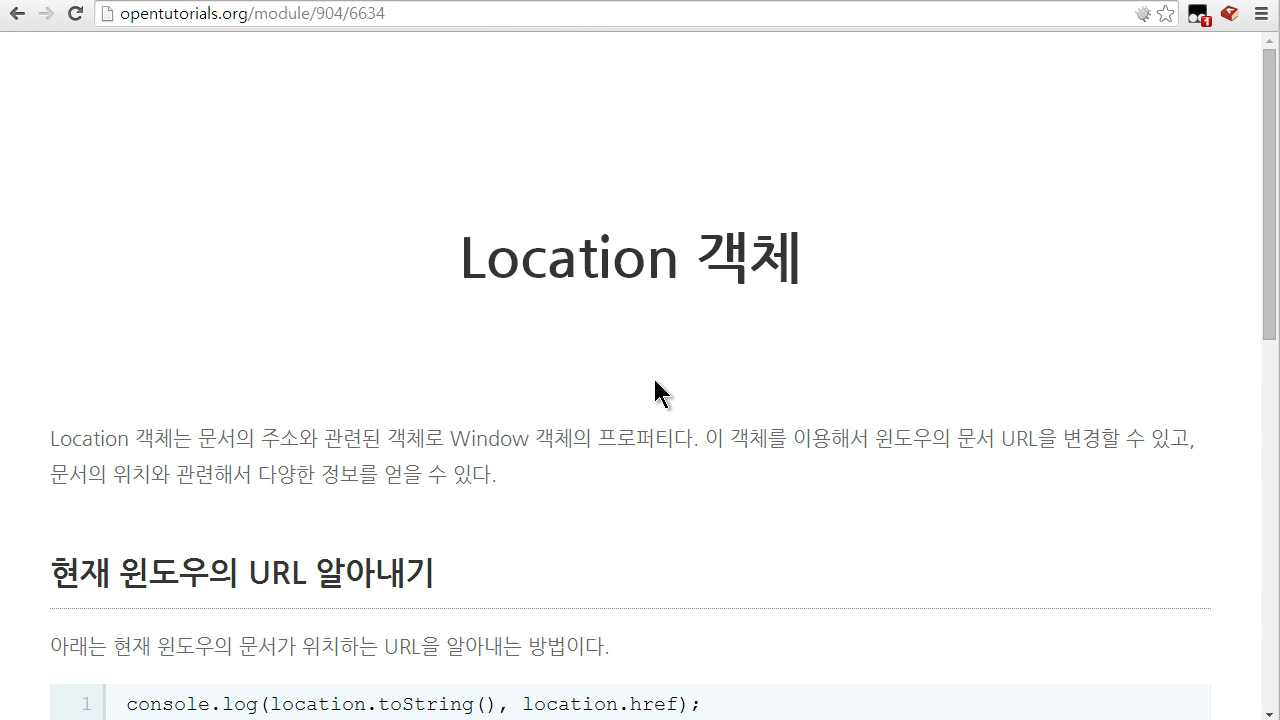 opentutorials.org/module/904/6634
1
Location 객체
Location 객체는 문서의 주소와 관련된 객체로 Window 객체의 프로퍼티다. 이 객체를 이용해서 윈도우의 문서 URL을 변경할 수 있고,
문서의 위치와 관련해서 다양한 정보를 얻을 수 있다.
현재 윈도우의 URL 알아내기
아래는 현재 윈도우의 문서가 위치하는 URL을 알아내는 방법이다.
1 console.log(location.toString(), location.href);